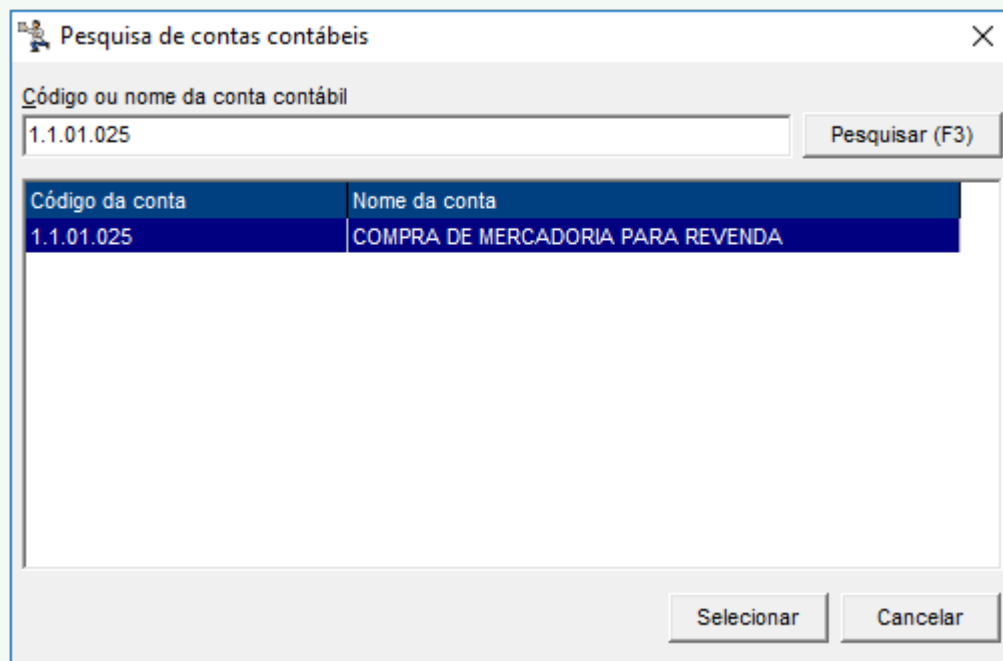 Pesquisa de contas contábeis
Código ou nome da conta contábil
1.1.01.025 Pesquisar (F3)
Código da conta Nome da conta
1.1.01.025 COMPRA DE MERCADORIA PARA REVENDA
Selecionar Cancelar